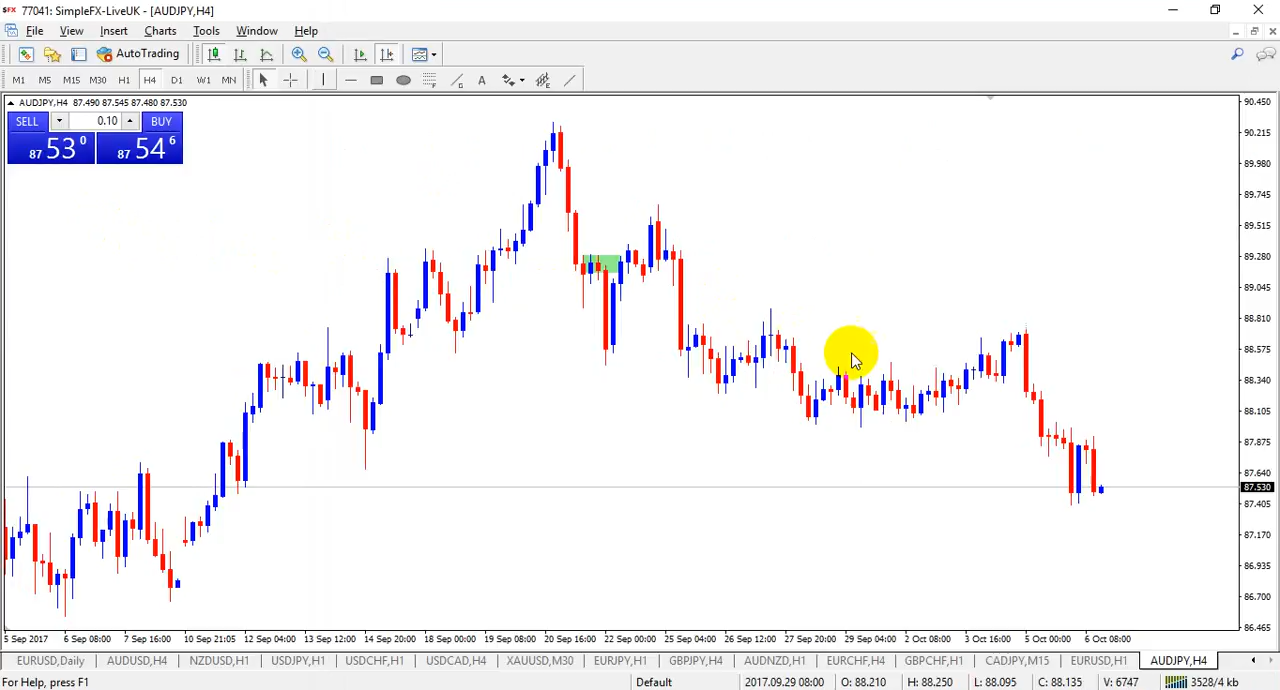 77041: SimpleFX-LiveUK - [AUDJPY,H4]
File View Insert Charts Tools Window Help
AutoTrading
M1 M5 M15 M30 H1 H4 D1 W1 MN A
AUDJPY,H4 87.490 87.545 87.480 87.530
SELL 0.10 BUY
87 53 0 87 54 6
90.450
90.215
89.980
89.745
89.515
89.280
89.045
88.810
88.575
88.340
88.105
87.875
87.640
87.530
87.405
87.170
86.935
86.700
86.465
5 Sep 2017 6 Sep 08:00 7 Sep 16:00 10 Sep 21:05 12 Sep 04:00 13 Sep 12:00 14 Sep 20:00 18 Sep 00:00 19 Sep 08:00 20 Sep 16:00 22 Sep 00:00 25 Sep 04:00 26 Sep 12:00 27 Sep 20:00 29 Sep 04:00 2 Oct 08:00 3 Oct 16:00 5 Oct 00:00 6 Oct 08:00
EURUSD,Daily AUDUSD,H4 NZDUSD,H1 USDJPY,H1 USDCHF,H1 USDCAD,H4 XAUUSD,M30 EURJPY,H1 GBPJPY,H4 AUDNZD,H1 EURCHF,H4 GBPCHF,H1 CADJPY,M15 EURUSD,H1 AUDJPY,H4
For Help, press F1 Default 2017.09.29 08:00 O: 88.210 H: 88.250 L: 88.095 C: 88.135 V: 6747 3528/4 kb